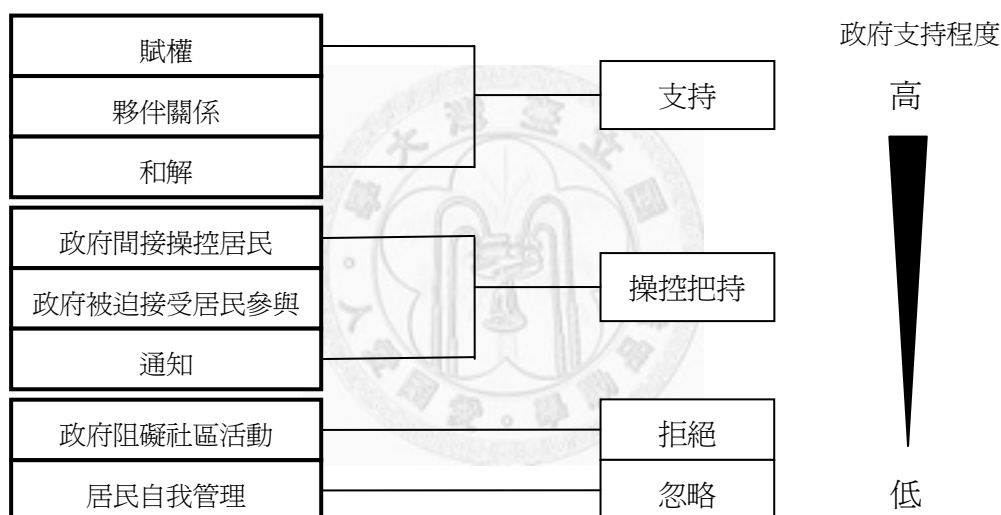 政府支持程度
賦權
支持
高
夥伴關係
和解
政府間接操控居民
操控把持
政府被迫接受居民參與
通知
政府阻礙社區活動
拒絕
居民自我管理
忽略
低